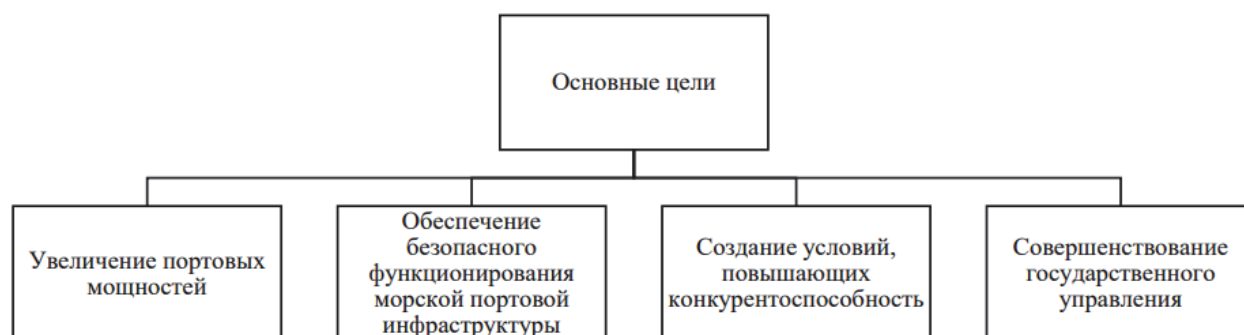 Основные цели
Увеличение портовых
мощностей
Обеспечение
безопасного
функционирования
морской портовой
инфраструктуры
Создание условий,
повышающих
конкурентоспособность
Совершенствование
государственного
управления